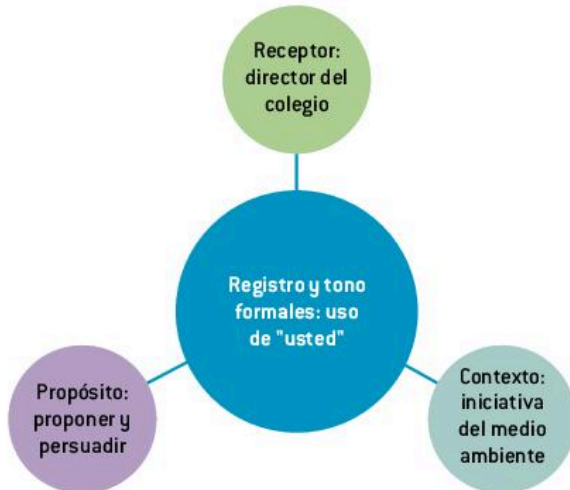 Receptor:
director del
colegio
Registro y tono
formales: uso
de "usted"
Propósito:
proponer y
persuadir
Contexto:
iniciativa
del medio
ambiente